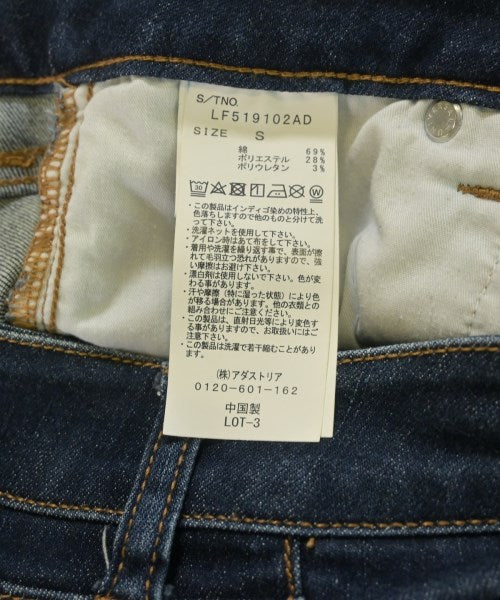 S/TNO.
LF519102AD
SIZE S
綿 69%
ポリエステル 28%
ポリウレタン 3%
・この製品はインディゴ染めの特性上、
色落ちしますので他のものと分けて洗
って下さい。
・洗濯ネットを使用して下さい。
・アイロン時はあて布をして下さい。
・着用や洗濯を繰り返す事で、表面が擦
れて毛羽立つ恐れがありますので、強
い摩擦はお避け下さい。
・漂白剤は使用しないで下さい。色が変
わる事があります。
・汗や摩擦（特に湿った状態）により色
が移る場合があります。他の衣類との
組み合わせにご注意ください。
・この製品は、直射日光等により変色す
る事が有りますので、お取扱いにはご
注意下さい。
・この製品は洗濯で若干縮むことがあり
ます。
（株）アダストリア
0120-601-162
中国製
LOT-3